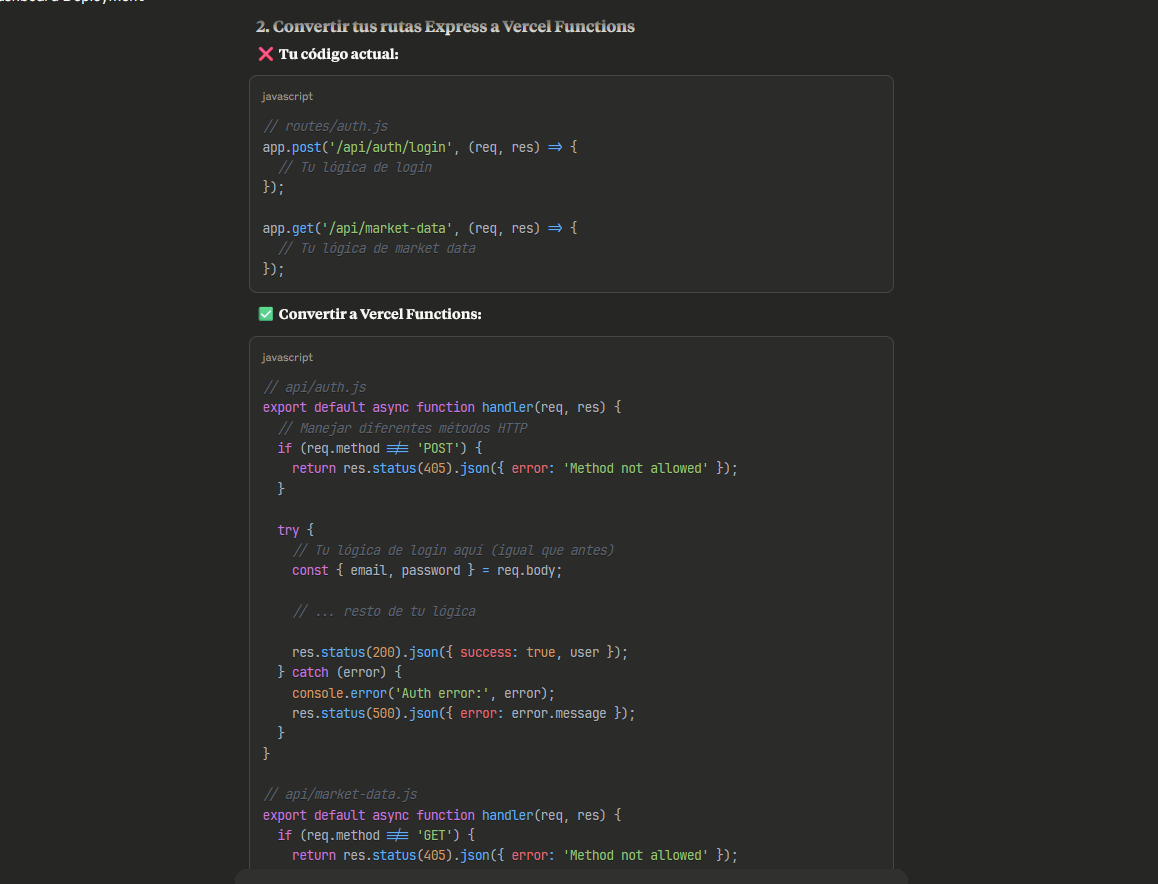 Deployment
2. Convertir tus rutas Express a Vercel Functions
❌ Tu código actual:
javascript
// routes/auth.js
app.post('/api/auth/login', (req, res) => {
// Tu lógica de login
});
app.get('/api/market-data', (req, res) => {
// Tu lógica de market data
});
✅ Convertir a Vercel Functions:
javascript
// api/auth.js
export default async function handler(req, res) {
// Manejar diferentes métodos HTTP
if (req.method !== 'POST') {
return res.status(405).json({ error: 'Method not allowed' });
}
try {
// Tu lógica de login aquí (igual que antes)
const { email, password } = req.body;
// ... resto de tu lógica
res.status(200).json({ success: true, user });
} catch (error) {
console.error('Auth error:', error);
res.status(500).json({ error: error.message });
}
}
// api/market-data.js
export default async function handler(req, res) {
if (req.method !== 'GET') {
return res.status(405).json({ error: 'Method not allowed' });